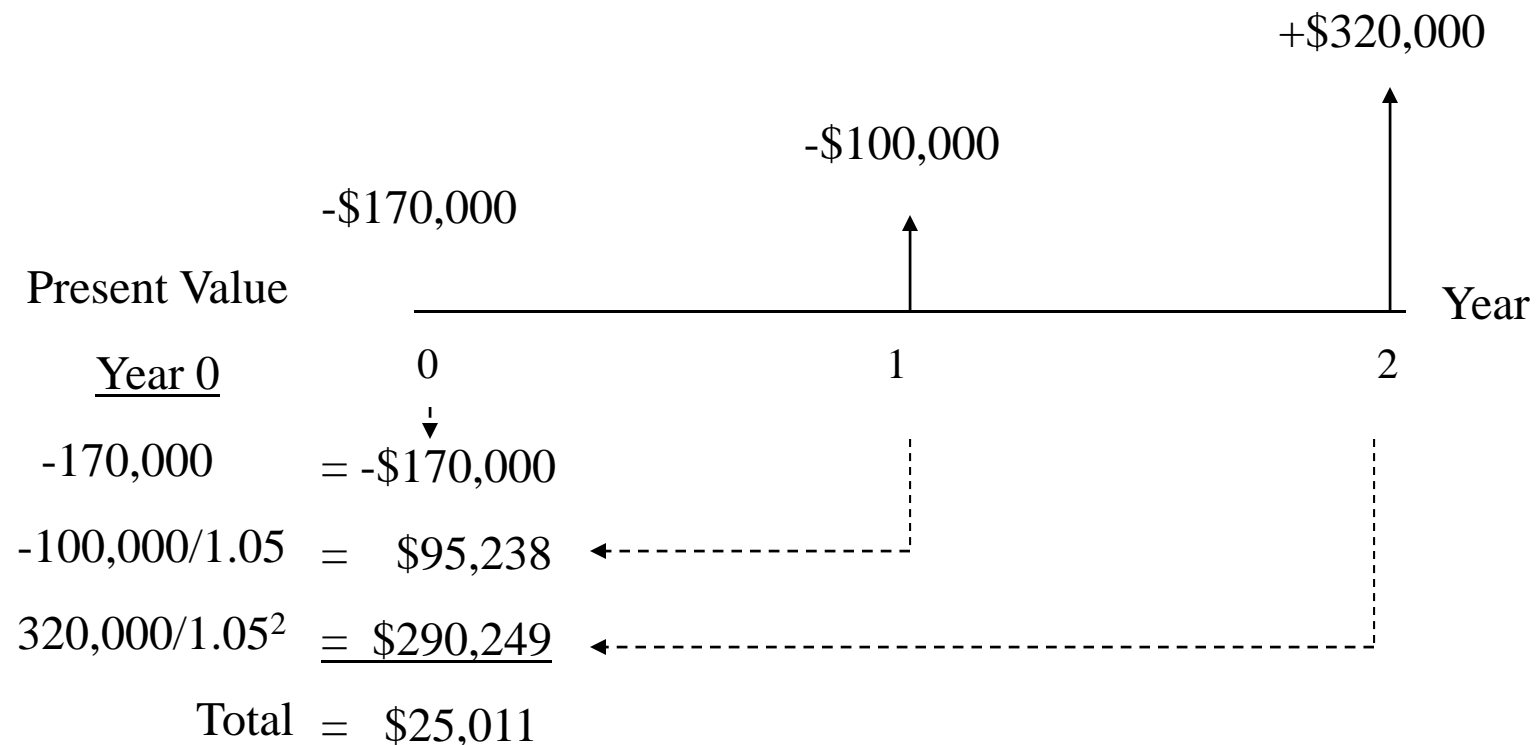 +$320,000
-$100,000
-$170,000
Present Value
Year
Year 0
0
1
2
-170,000 = -$170,000
-100,000/1.05 = $95,238
320,000/1.05² = $290,249
Total = $25,011